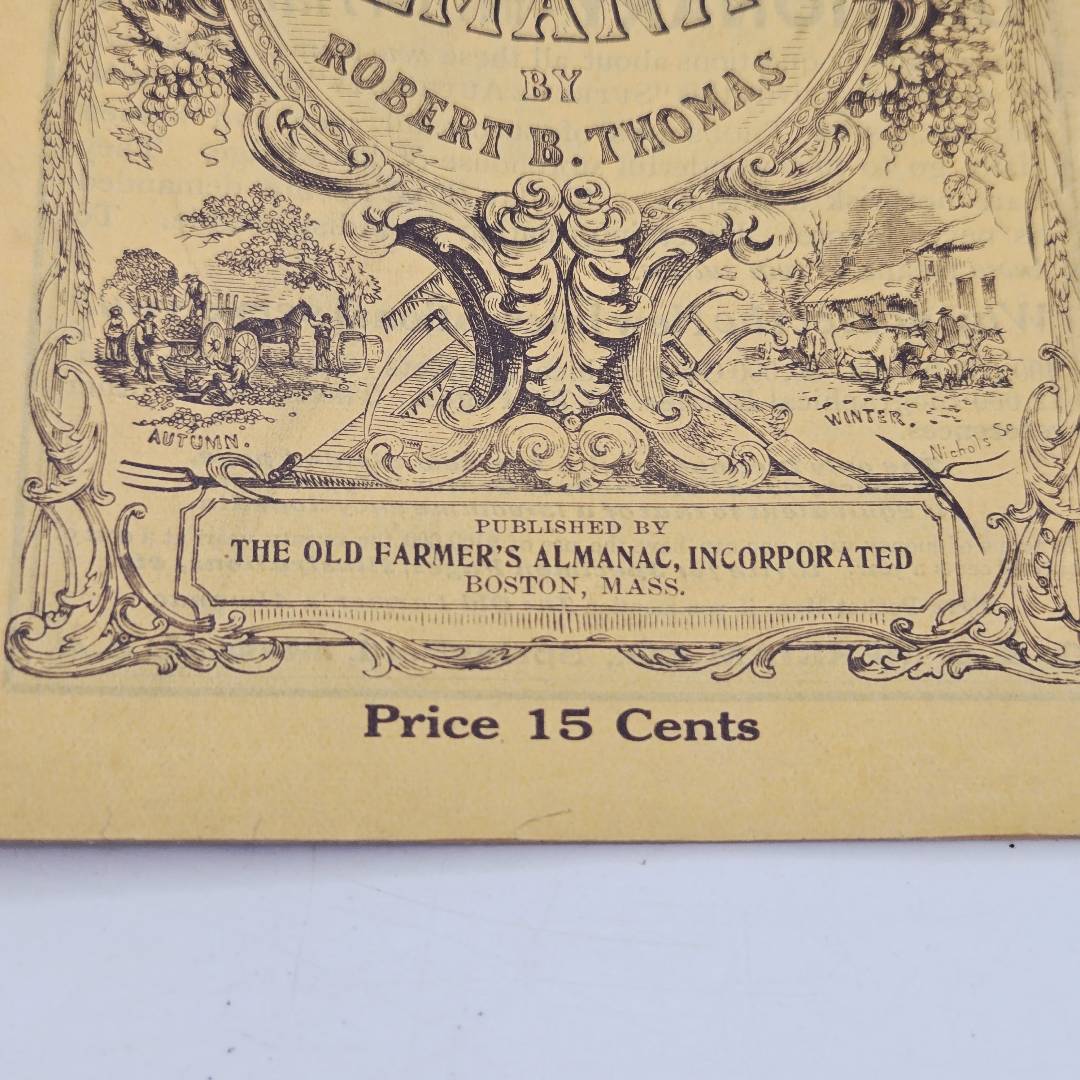 BY
ROBERT B. THOMAS
AUTUMN.
WINTER.
Nichols Sc
PUBLISHED BY
THE OLD FARMER'S ALMANAC, INCORPORATED
BOSTON, MASS.
Price 15 Cents